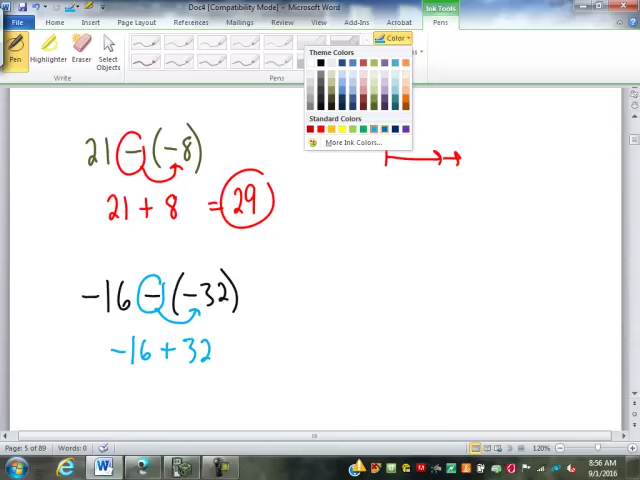 Doc4 [Compatibility Mode] - Microsoft Word
Ink Tools
File Home Insert Page Layout References Mailings Review View Add-Ins Acrobat Pens
Pen
Highlighter
Eraser
Select Objects
Color
Write
Pens
Theme Colors
Standard Colors
More Ink Colors...
21 - (-8)
21 + 8 = 29
-16 - (-32)
-16 + 32
Page: 5 of 89 Words: 0 120%
8:56 AM
9/1/2016